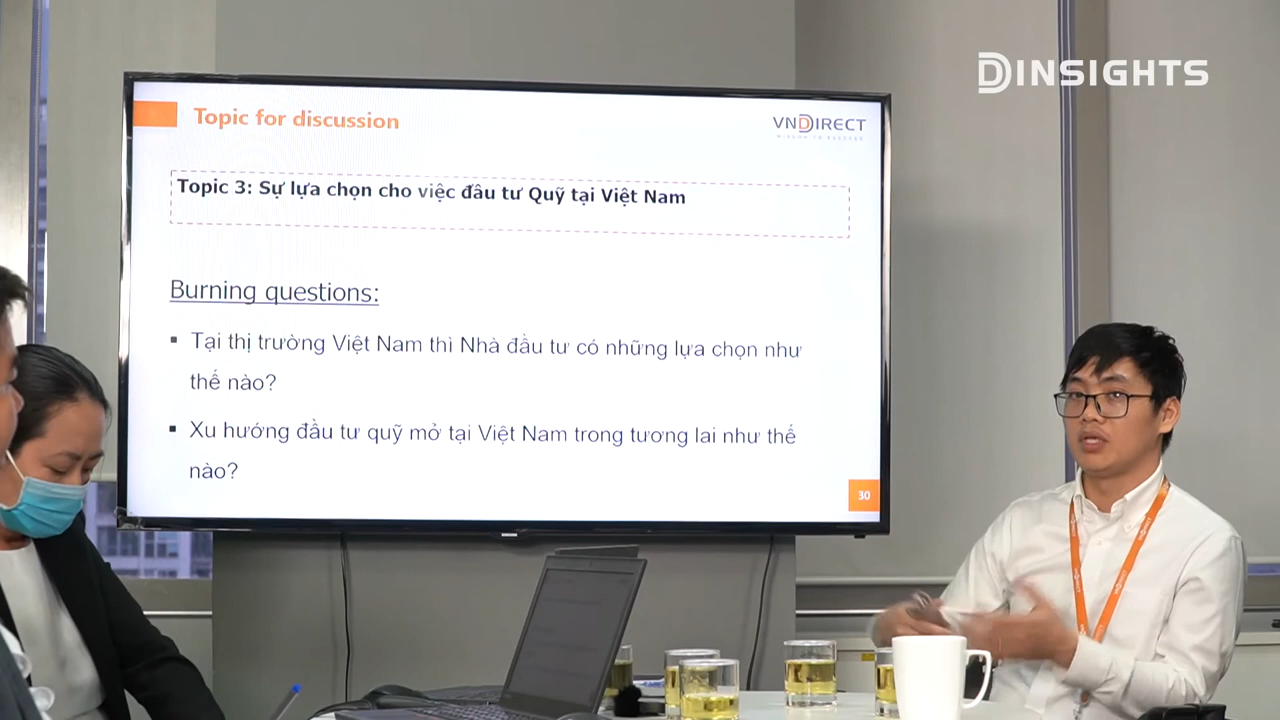 DINSIGHTS
Topic for discussion
VNDIRECT
Topic 3: Sự lựa chọn cho việc đầu tư Quỹ tại Việt Nam
Burning questions:
▪ Tại thị trường Việt Nam thì Nhà đầu tư có những lựa chọn như
thế nào?
▪ Xu hướng đầu tư quỹ mở tại Việt Nam trong tương lai như thế
nào?
30